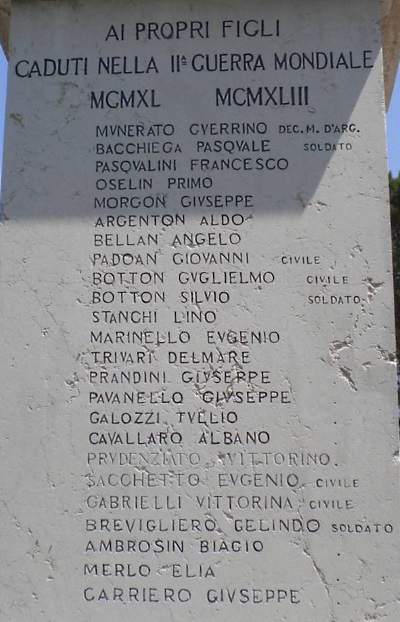 AI PROPRI FIGLI
CADUTI NELLA IIª GUERRA MONDIALE
MCMXL MCMXLIII
MVNERATO GVERRINO DEC. M. D'ARG.
BACCHIEGA PASQVALE SOLDATO
PASQVALINI FRANCESCO
OSELIN PRIMO
MORGON GIVSEPPE
ARGENTON ALDO
BELLAN ANGELO
PADOAN GIOVANNI CIVILE
BOTTON GVGLIELMO CIVILE
BOTTON SILVIO SOLDATO
STANCHI LINO
MARINELLO EVGENIO
TRIVARI DELMARE
PRANDINI GIVSEPPE
PAVANELLO GIVSEPPE
GALOZZI TVLLIO
CAVALLARO ALBANO
PRVDENZIATO VITTORINO.
SACCHETTO EVGENIO CIVILE
GABRIELLI VITTORINA CIVILE
BREVIGLIERO GELINDO SOLDATO
AMBROSIN BIAGIO
MERLO ELIA
CARRIERO GIVSEPPE